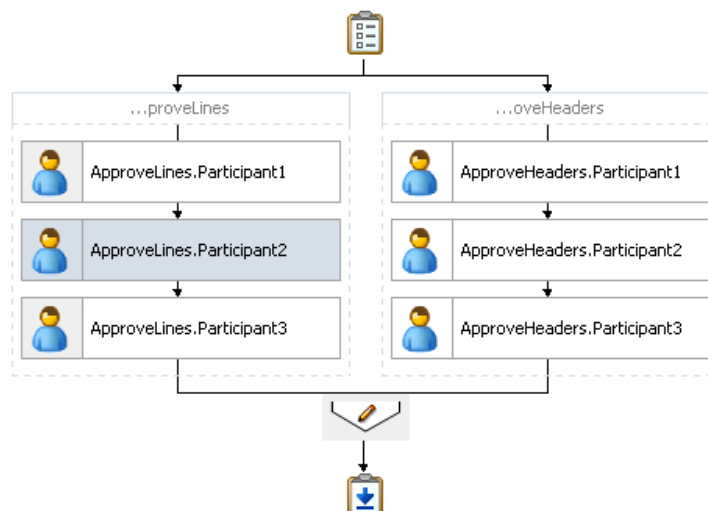 ...proveLines
ApproveLines.Participant1
ApproveLines.Participant2
ApproveLines.Participant3
...oveHeaders
ApproveHeaders.Participant1
ApproveHeaders.Participant2
ApproveHeaders.Participant3